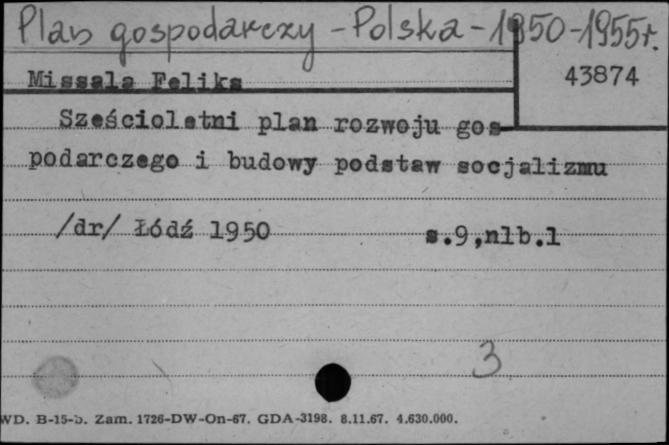 Plan gospodarczy - Polska - 1950-1955r.
43874
Missala Feliks
Sześcioletni plan rozwoju gos-
podarczego i budowy podstaw socjalizmu
/dr/ Łódź 1950 s.9,nlb.1
3
WD. B-15-b. Zam. 1726-DW-On-67. GDA-3198. 8.11.67. 4.630.000.